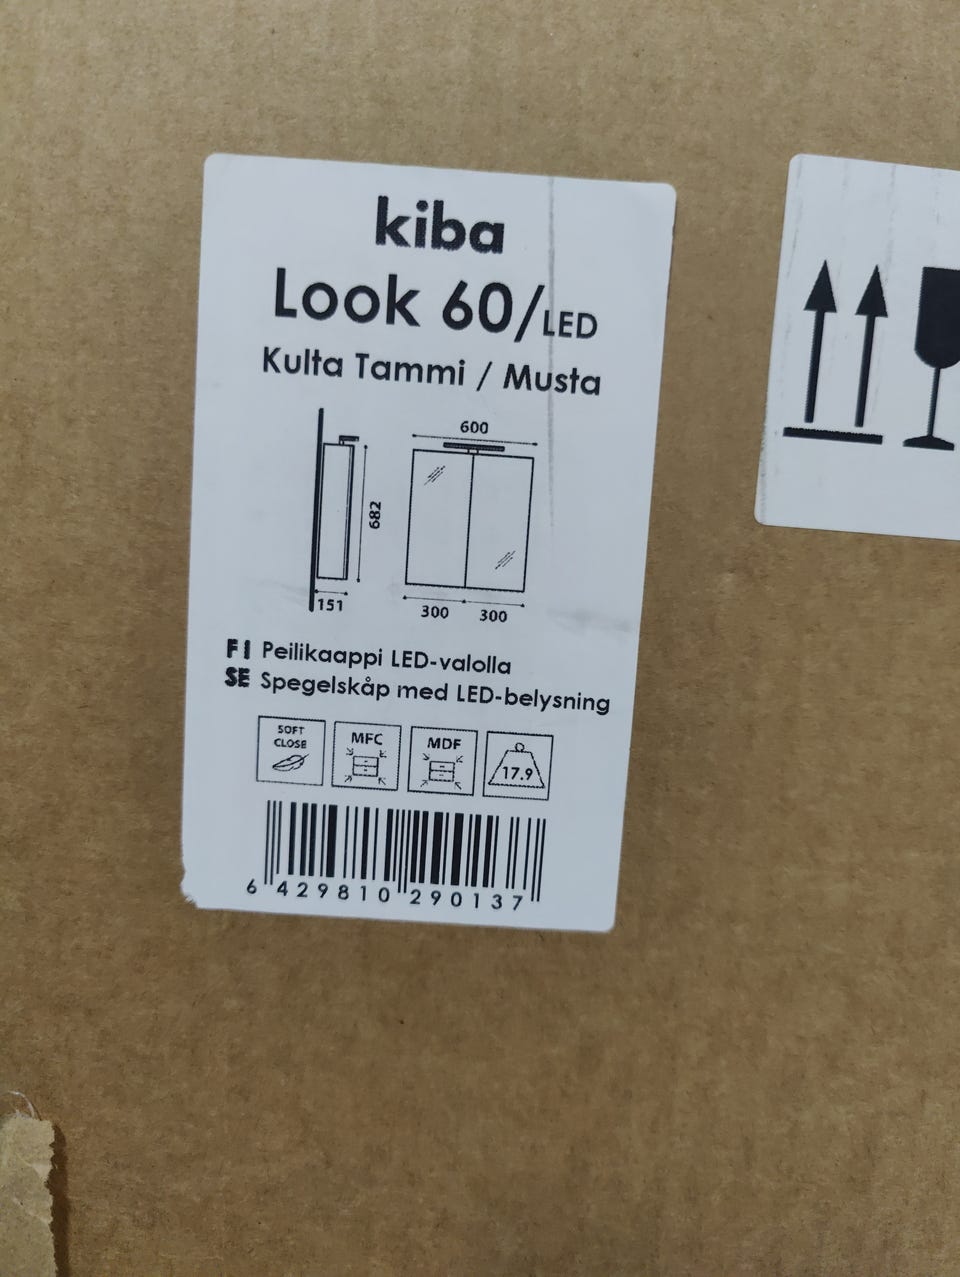 kiba
Look 60/LED
Kulta Tammi / Musta
600
682
151
300 300
FI Peilikaappi LED-valolla
SE Spegelskåp med LED-belysning
SOFT
CLOSE
MFC
MDF
17.9
6 429810 290137